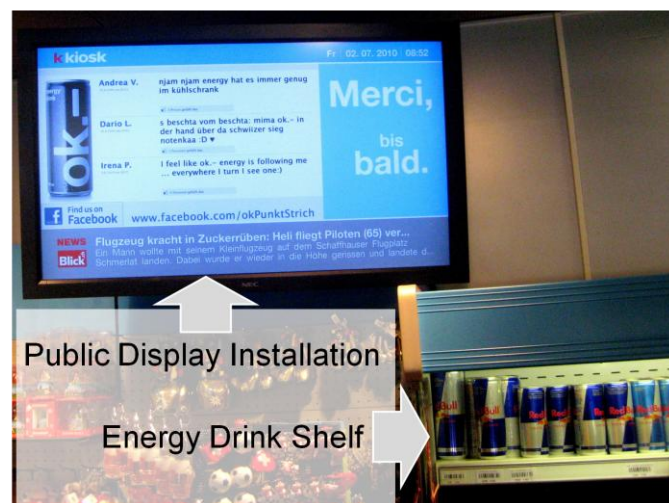 k kiosk
Fr 02. 07. 2010 08:52
Andrea V.
njam njam energy hat es immer genug
im kühlschrank
Dario L.
s beschta vom beschta: mima ok.- in
der hand über da schwiizer sieg
notenkaa :D ♥
Irena P.
I feel like ok.- energy is following me
... everywhere I turn I see one:)
ok.-
Merci,
bis
bald.
Find us on
Facebook
www.facebook.com/okPunktStrich
NEWS
Blick
Flugzeug kracht in Zuckerrüben: Heli fliegt Piloten (65) ver...
Ein Mann wollte mit seinem Kleinflugzeug auf dem Schaffhauser Flugplatz
Schmerlat landen. Dabei wurde er wieder in die Höhe gerissen und landete d...
NEC
Public Display Installation
Energy Drink Shelf
Red Bull